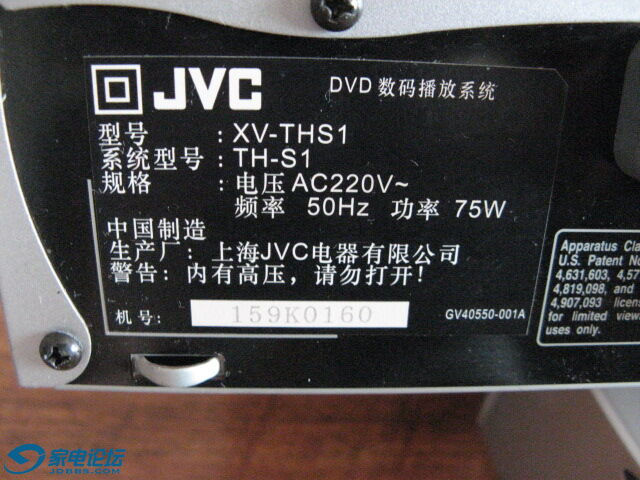 JVC DVD 数码播放系统
型号 : XV-THS1
系统型号 : TH-S1
规格 : 电压 AC220V~
频率 50Hz 功率 75W
中国制造
生产厂 : 上海JVC电器有限公司
警告 : 内有高压，请勿打开!
机号: 159K0160 GV40550-001A
Apparatus Cla
U.S. Patent No
4,631,603, 4,57
4,819,098, and
4,907,093 licens
for limited view
uses only.
家电论坛
JDBBS.COM